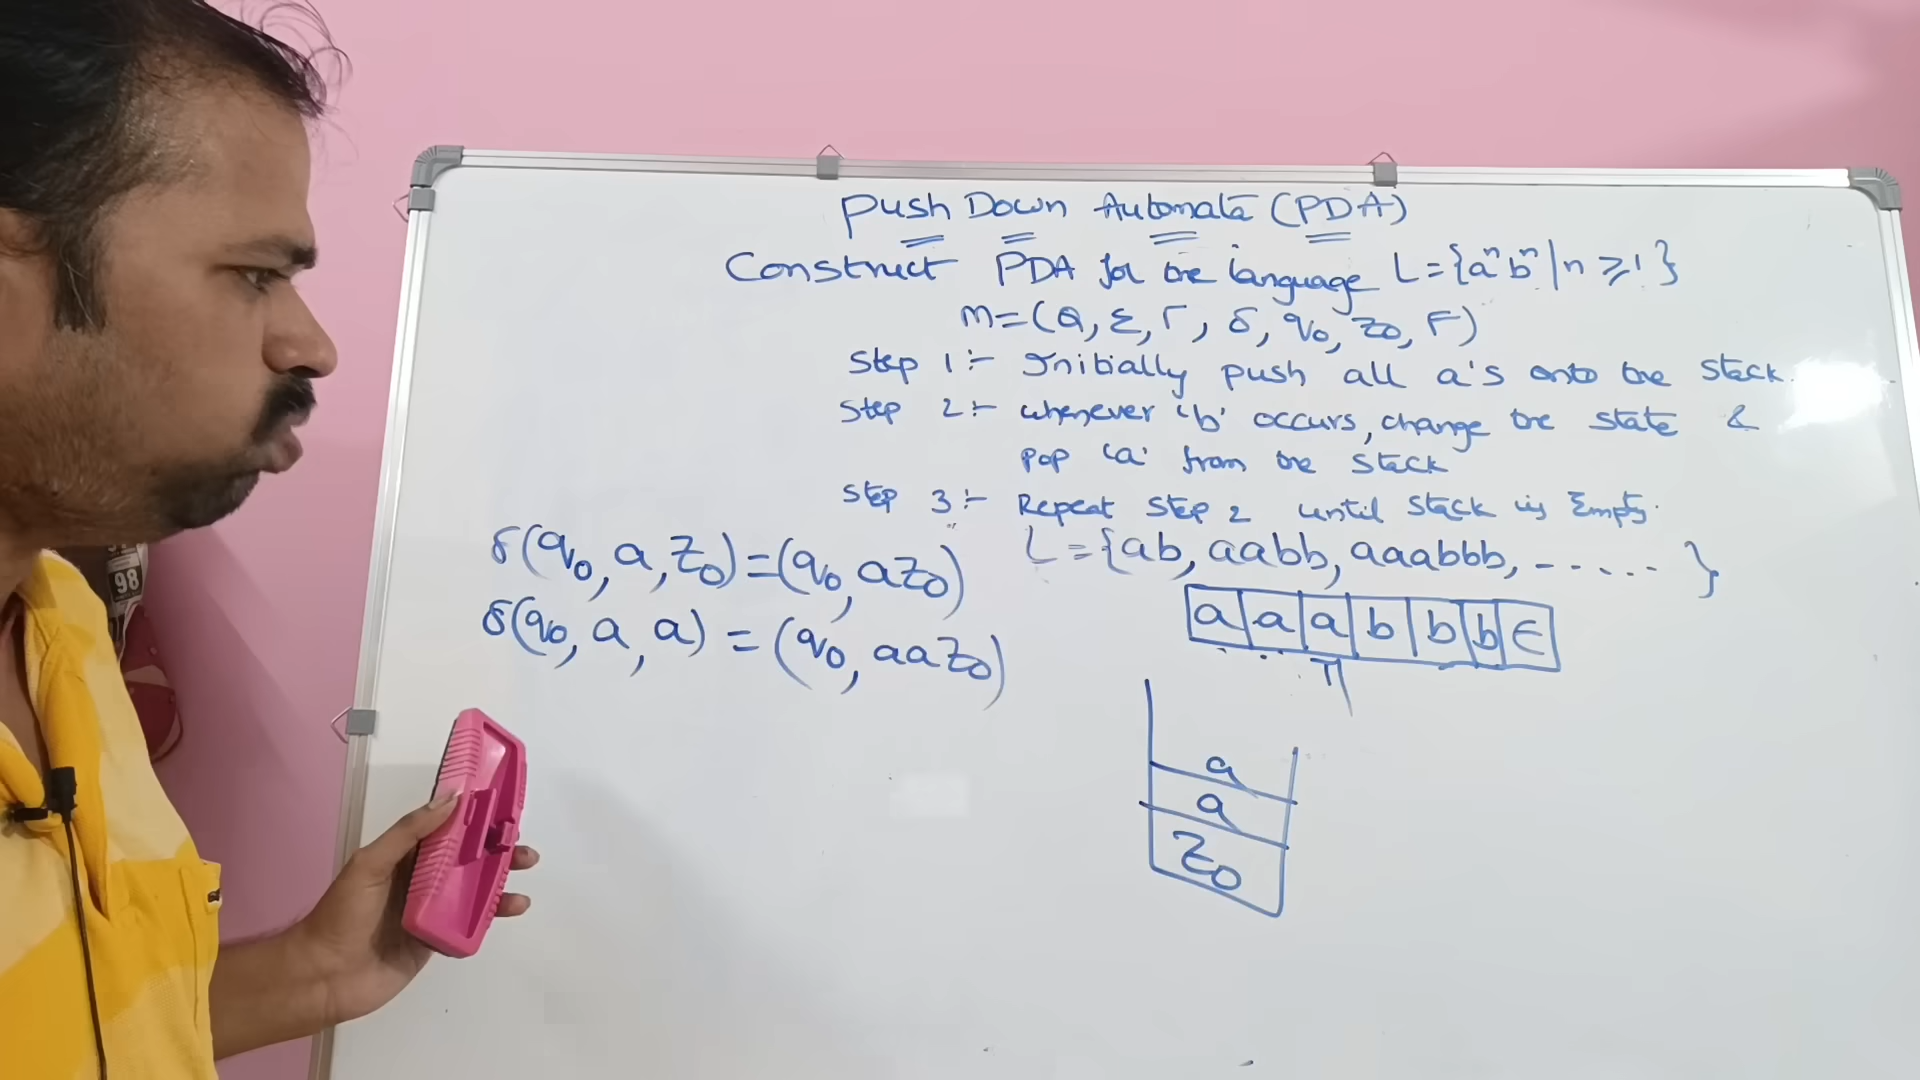 Push Down Automata (PDA)
Construct PDA for the language L={aⁿbⁿ|n≥1}
m=(Q, Σ, Γ, δ, q₀, z₀, F)
Step 1:- Initially push all a's onto the stack.
Step 2:- whenever 'b' occurs, change the state &
pop 'a' from the stack
Step 3:- Repeat Step 2 until stack is Empty.
L={ab, aabb, aaabbb, -----}
δ(q₀, a, z₀)=(q₀, az₀)
δ(q₀, a, a) = (q₀, aaz₀)
a a a b b b ε
a
a
z₀
98